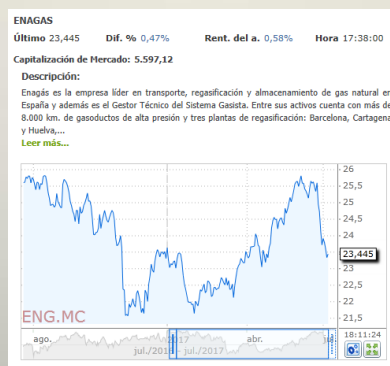 ENAGAS
Último 23,445 Dif. % 0,47% Rent. del a. 0,58% Hora 17:38:00
Capitalización de Mercado: 5.597,12
Descripción:
Enagás es la empresa líder en transporte, regasificación y almacenamiento de gas natural en
España y además es el Gestor Técnico del Sistema Gasista. Entre sus activos cuenta con más de
8.000 km. de gasoductos de alta presión y tres plantas de regasificación: Barcelona, Cartagena
y Huelva,...
Leer más...
26
25,5
25
24,5
24
23,445
23
22,5
22
21,5
ENG.MC
ago. 2017 abr. jul.
jul./2016 jul./2017
18:11:24